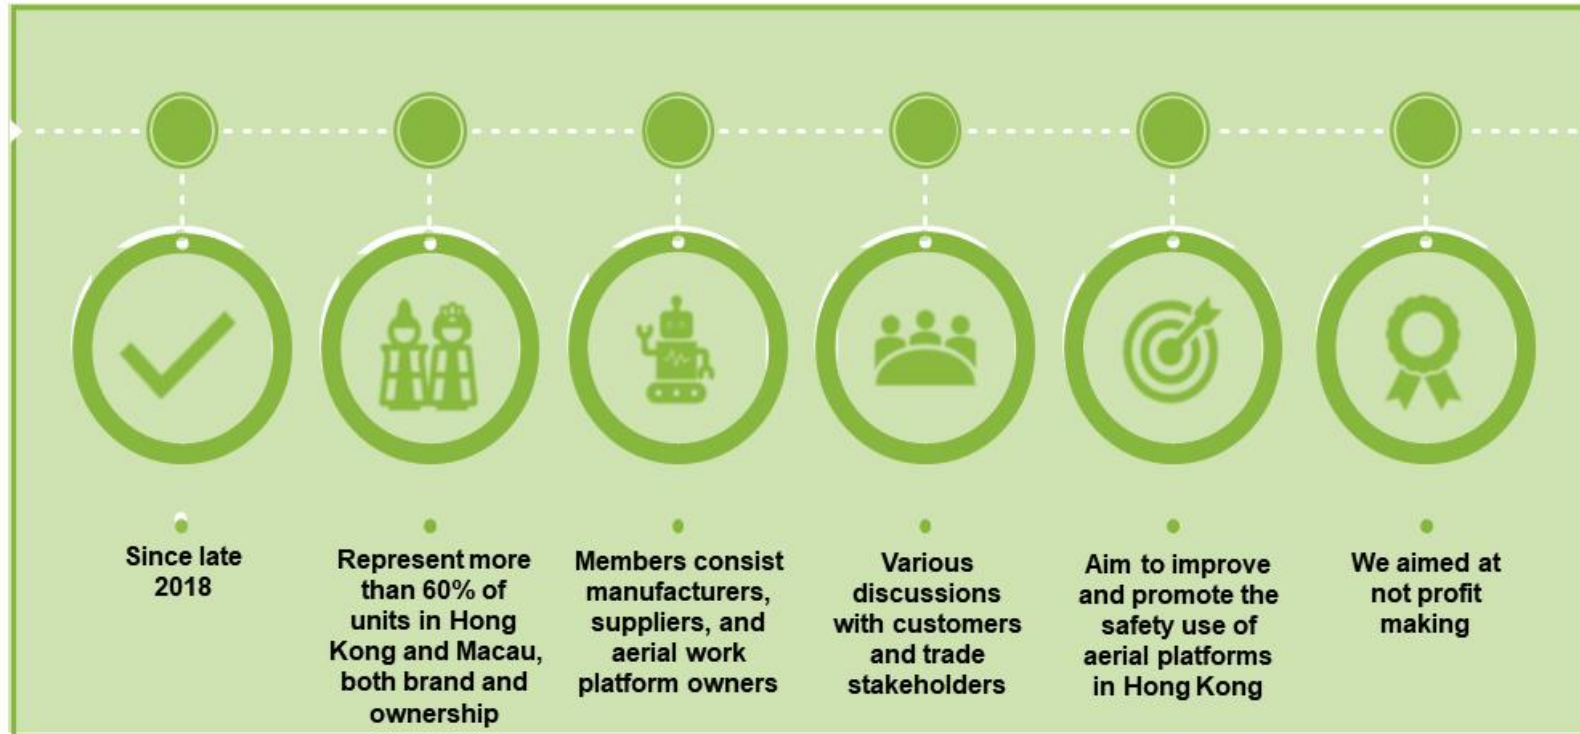 Since late
2018
Represent more
than 60% of
units in Hong
Kong and Macau,
both brand and
ownership
Members consist
manufacturers,
suppliers, and
aerial work
platform owners
Various
discussions
with customers
and trade
stakeholders
Aim to improve
and promote the
safety use of
aerial platforms
in Hong Kong
We aimed at
not profit
making